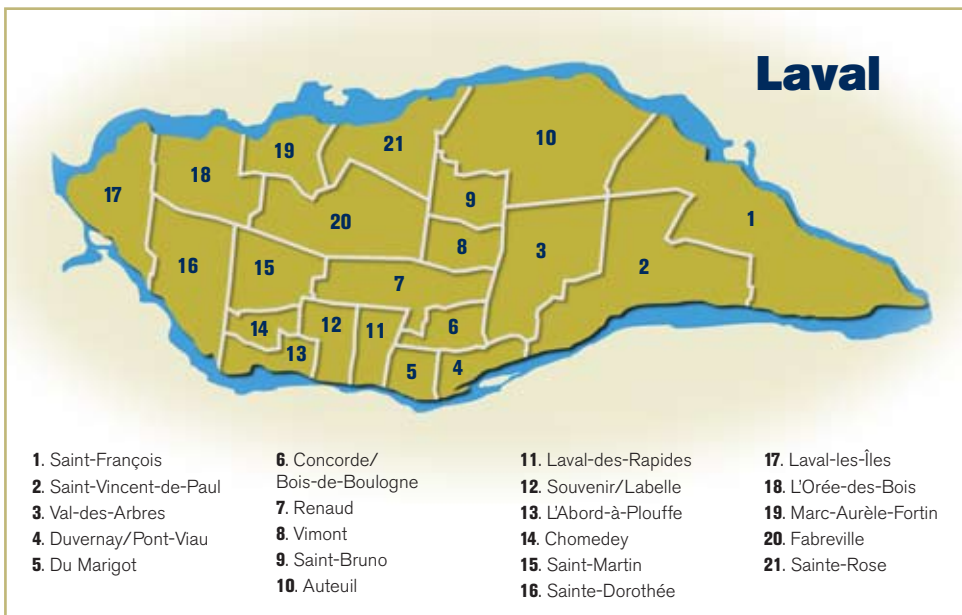 Laval
10
21
19
18
17
9
1
20
8
3
16
15
2
7
12
11
6
14
13
5
4
1. Saint-François
2. Saint-Vincent-de-Paul
3. Val-des-Arbres
4. Duvernay/Pont-Viau
5. Du Marigot
6. Concorde/
Bois-de-Boulogne
7. Renaud
8. Vimont
9. Saint-Bruno
10. Auteuil
11. Laval-des-Rapides
12. Souvenir/Labelle
13. L'Abord-à-Plouffe
14. Chomedey
15. Saint-Martin
16. Sainte-Dorothée
17. Laval-les-Îles
18. L'Orée-des-Bois
19. Marc-Aurèle-Fortin
20. Fabreville
21. Sainte-Rose